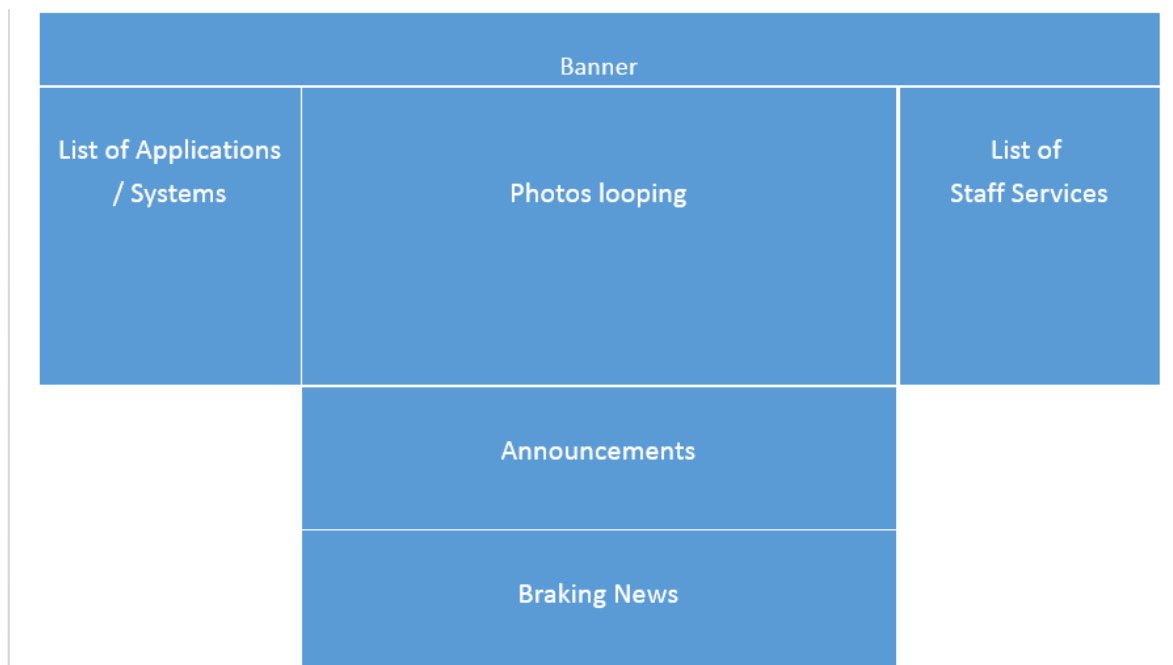 Banner
List of Applications
/ Systems
Photos looping
List of
Staff Services
Announcements
Braking News